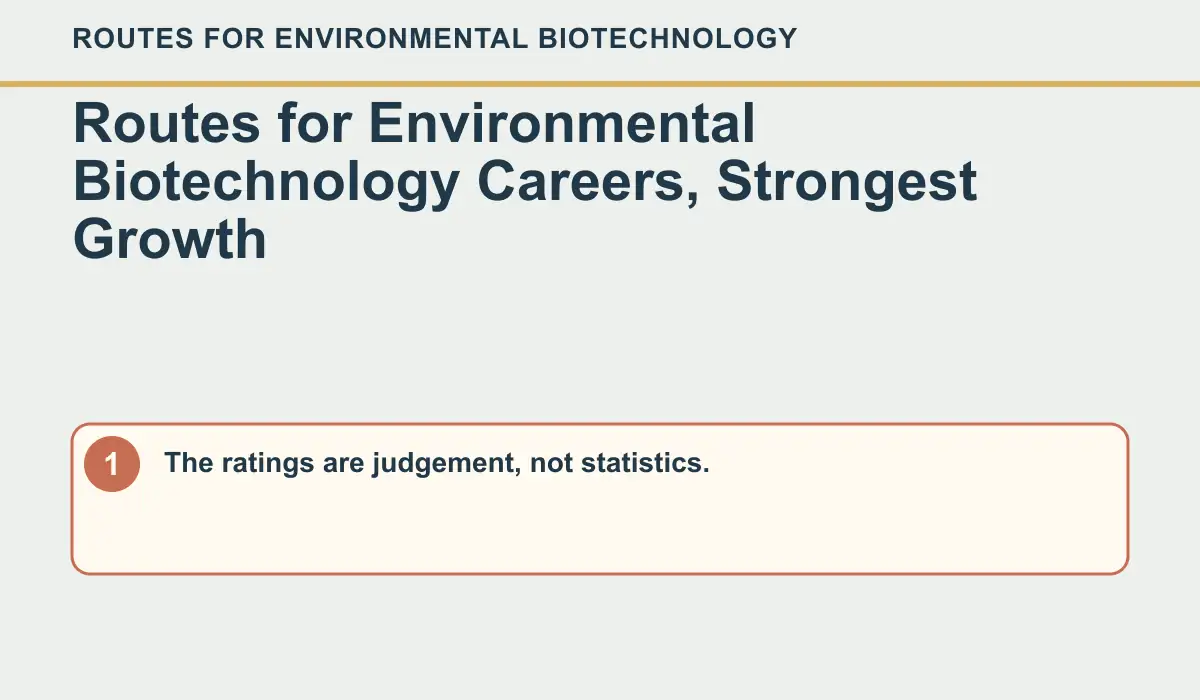 ROUTES FOR ENVIRONMENTAL BIOTECHNOLOGY
Routes for Environmental
Biotechnology Careers, Strongest
Growth
1
The ratings are judgement, not statistics.